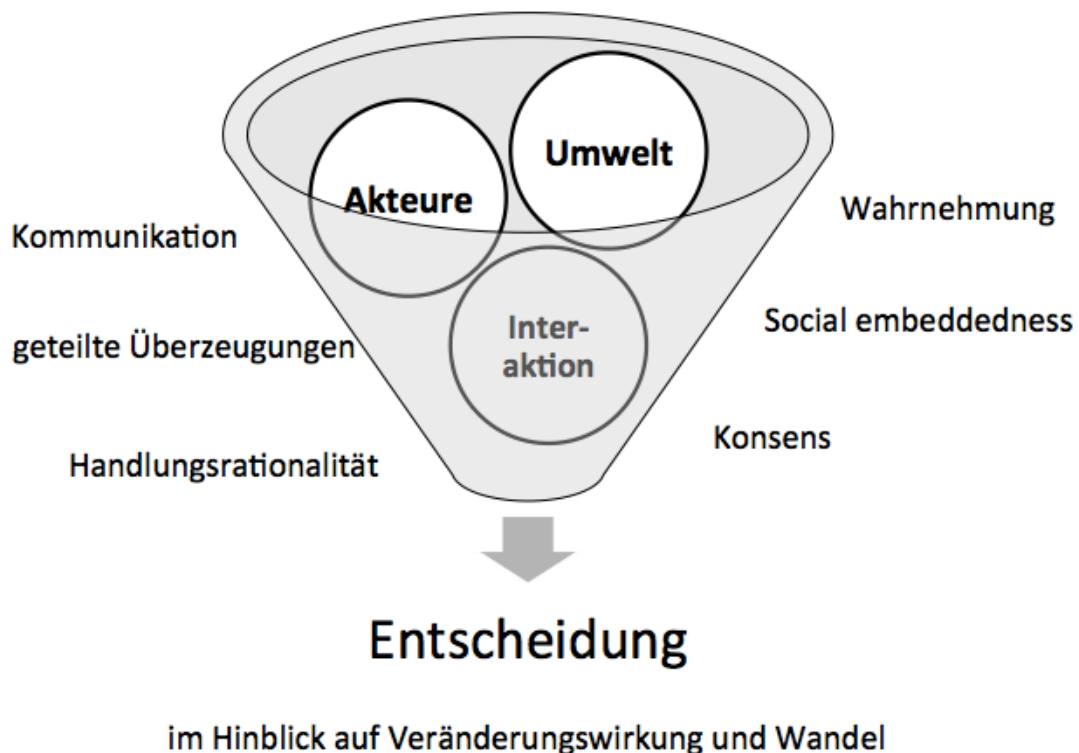 Umwelt
Akteure
Wahrnehmung
Kommunikation
Social embeddedness
geteilte Überzeugungen
Inter-
aktion
Konsens
Handlungsrationalität
Entscheidung
im Hinblick auf Veränderungswirkung und Wandel